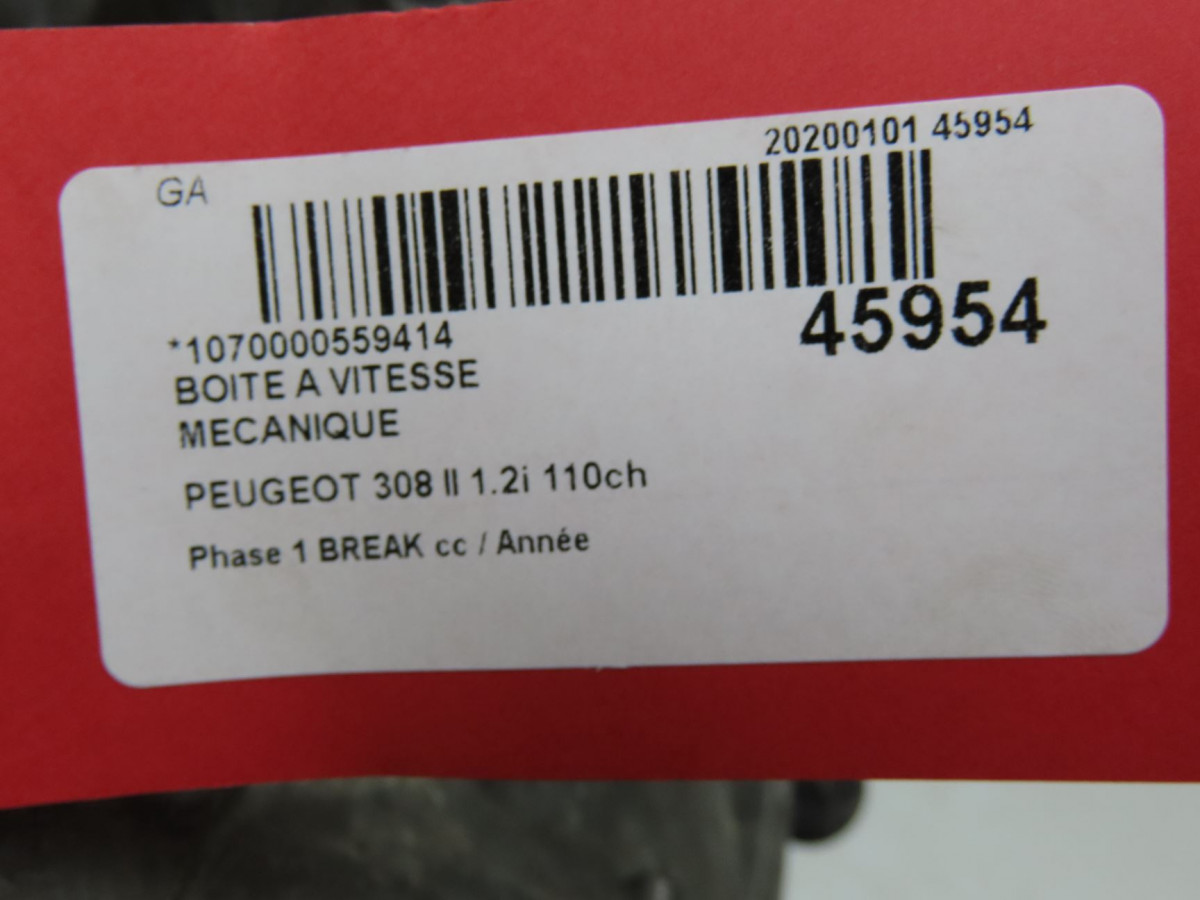 20200101 45954
GA
45954
*1070000559414
BOITE A VITESSE
MECANIQUE
PEUGEOT 308 II 1.2i 110ch
Phase 1 BREAK cc / Année